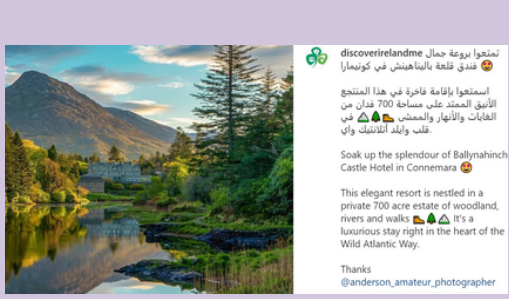 discoverirelandme تمتعوا بروعة جمال
فندق قلعة باليناهينش في كونيمارا 🤩
استمتعوا بإقامة فاخرة في هذا المنتجع
الأنيق الممتد على مساحة 700 فدان من
الغابات والأنهار والممشى 🥾🌲🏔 في
قلب وايلد أتلانتيك واي.
Soak up the splendour of Ballynahinch
Castle Hotel in Connemara 🤩
This elegant resort is nestled in a
private 700 acre estate of woodland,
rivers and walks 🥾🌲🏔 It's a
luxurious stay right in the heart of the
Wild Atlantic Way.
Thanks
@anderson_amateur_photographer